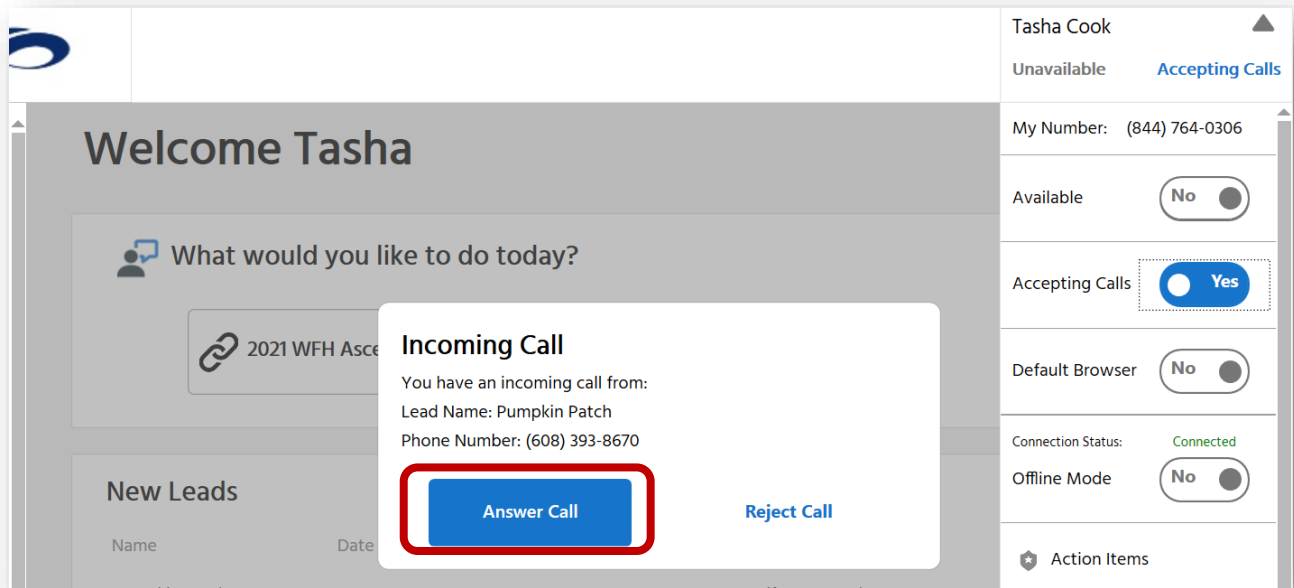 Tasha Cook
Unavailable Accepting Calls
My Number: (844) 764-0306
Available No
Accepting Calls Yes
Default Browser No
Connection Status: Connected
Offline Mode No
Action Items
Welcome Tasha
What would you like to do today?
2021 WFH Asce
Incoming Call
You have an incoming call from:
Lead Name: Pumpkin Patch
Phone Number: (608) 393-8670
Answer Call Reject Call
New Leads
Name Date